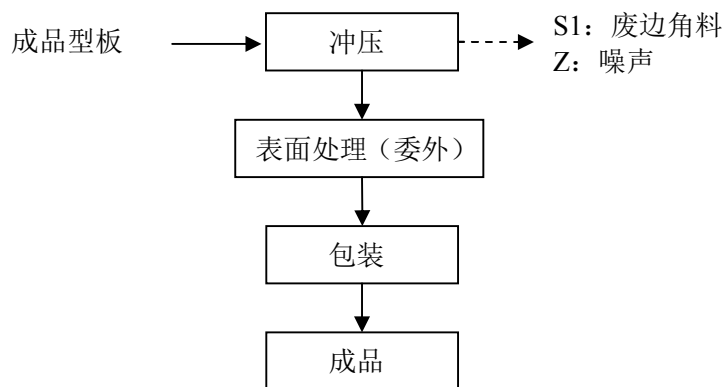 成品型板
冲压
S1：废边角料
Z：噪声
表面处理（委外）
包装
成品